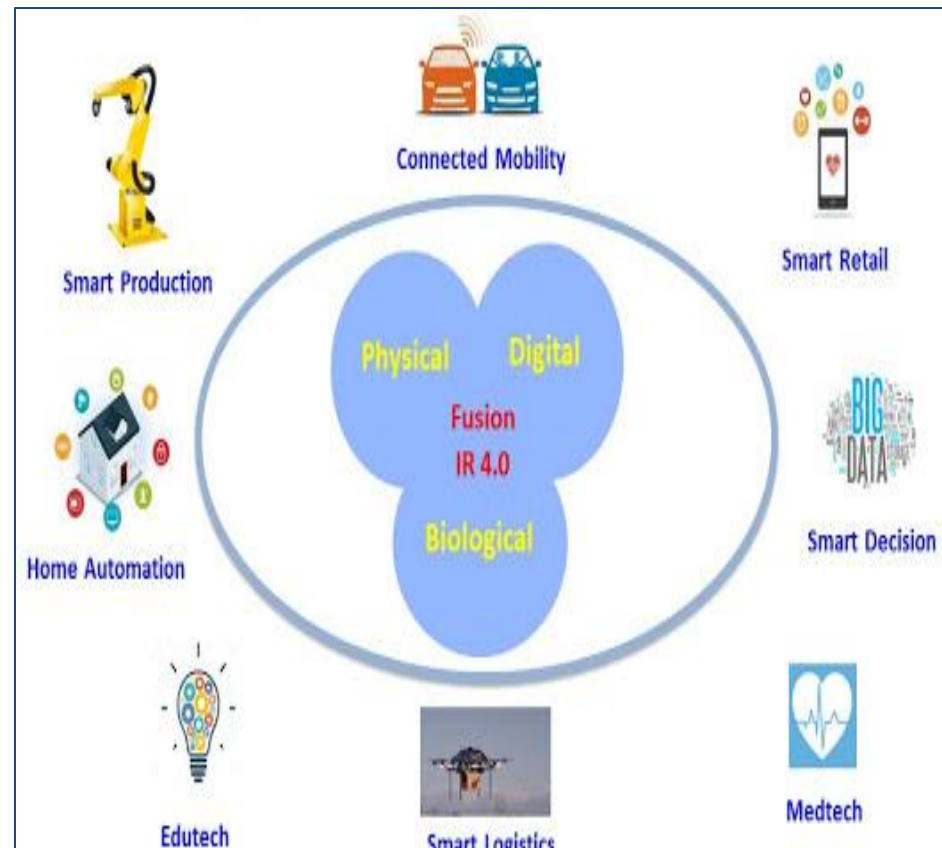 Connected Mobility
Smart Production
Smart Retail
Physical
Digital
Fusion
IR 4.0
Biological
Home Automation
BIG
DATA
Smart Decision
Edutech
Smart Logistics
Medtech